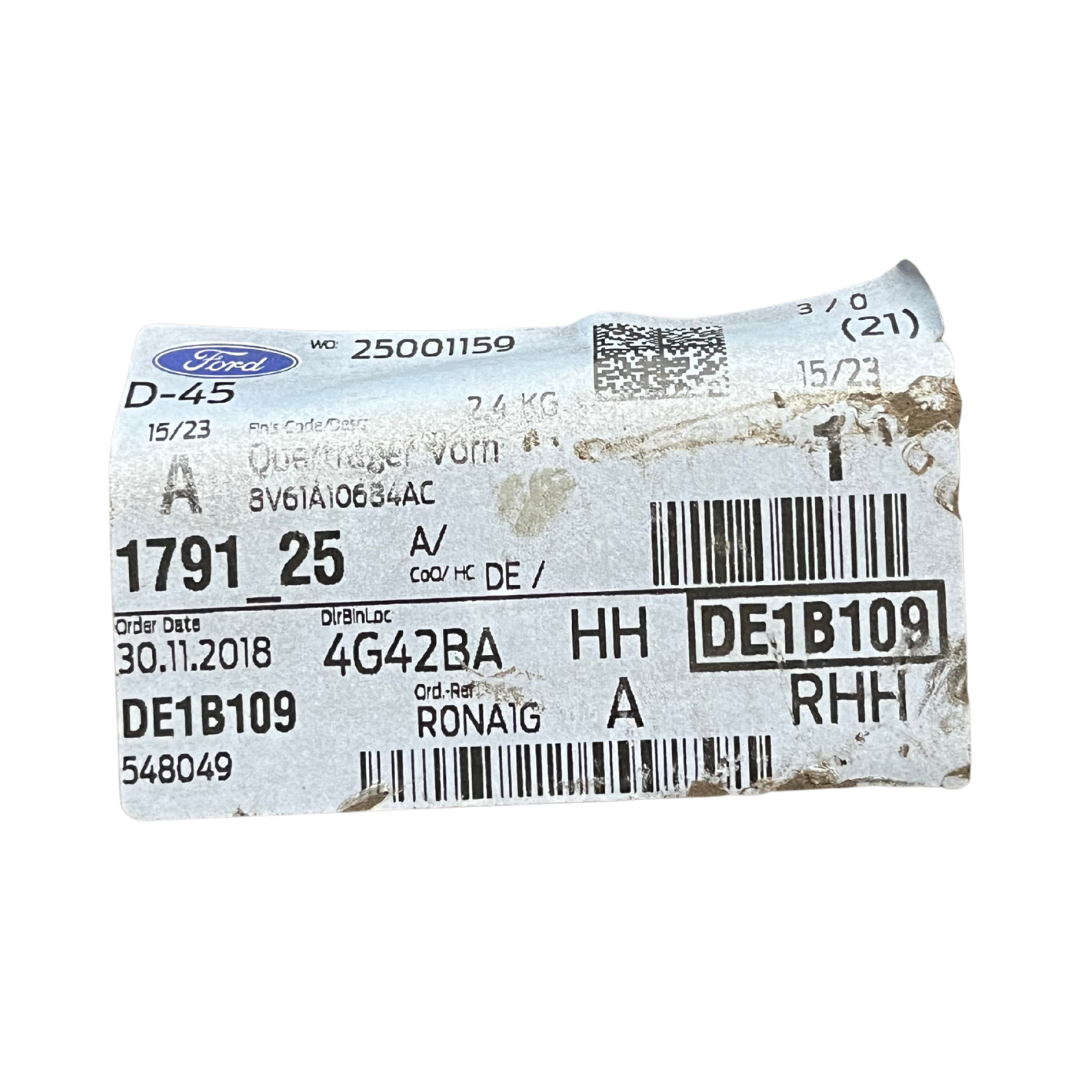 Ford
WO: 25001159
3 / 0
(21)
D-45
2.4 KG
15/23
15/23
Fin's Code/Desc
A
Querträger Vorn
1
8V61A10684AC
1791_25
A/
CoO/ HC DE /
Order Date
DlrBinLoc
30.11.2018
4G42BA
HH
DE1B109
DE1B109
Ord.-Ref
RONA1G
A
RHH
548049